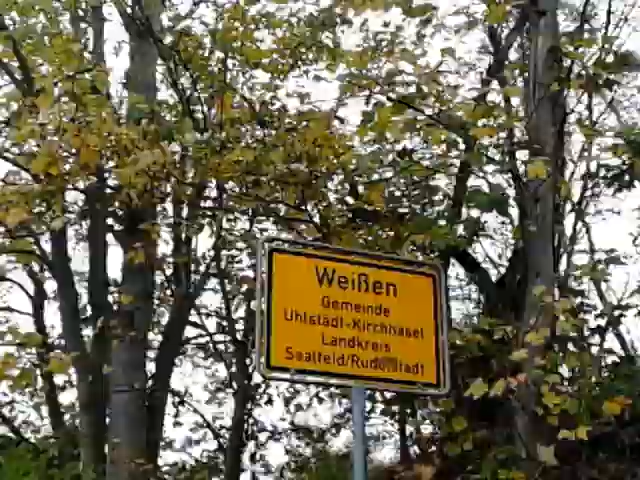 Weißen
Gemeinde
Uhlstädt-Kirchhasel
Landkreis
Saalfeld/Rudolstadt